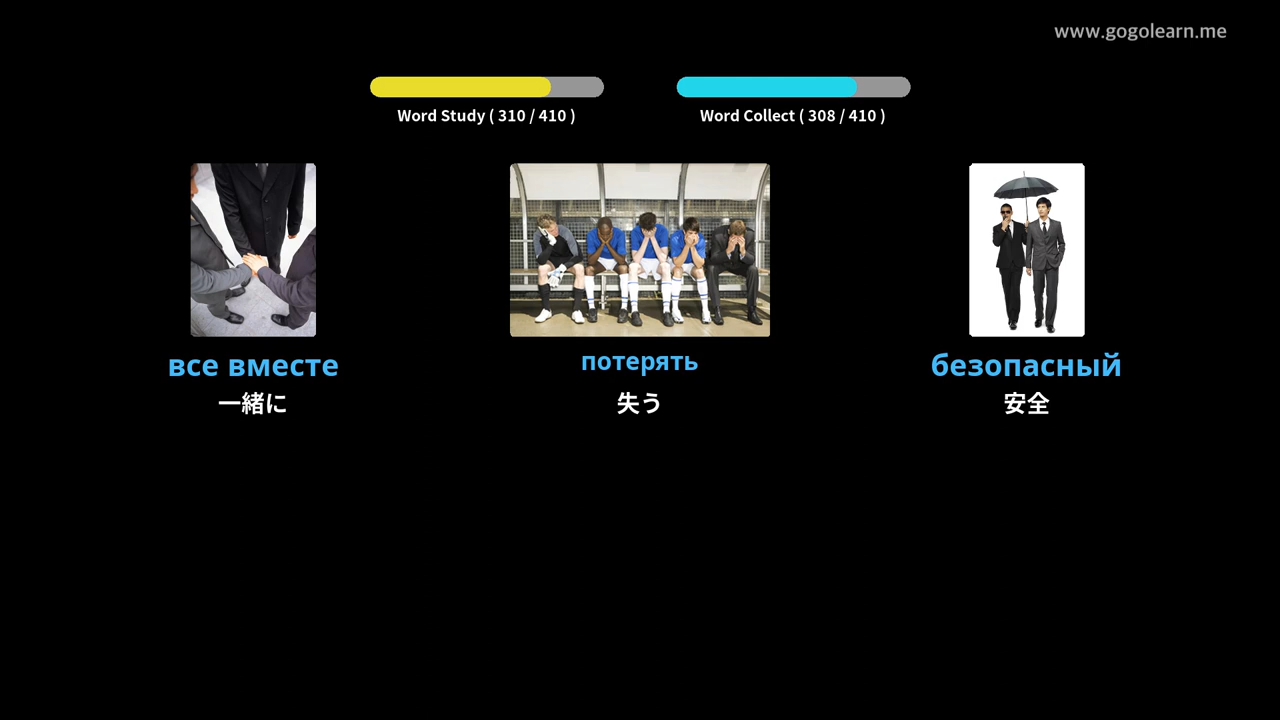 www.gogolearn.me
Word Study ( 310 / 410 )
Word Collect ( 308 / 410 )
все вместе
一緒に
потерять
失う
безопасный
安全